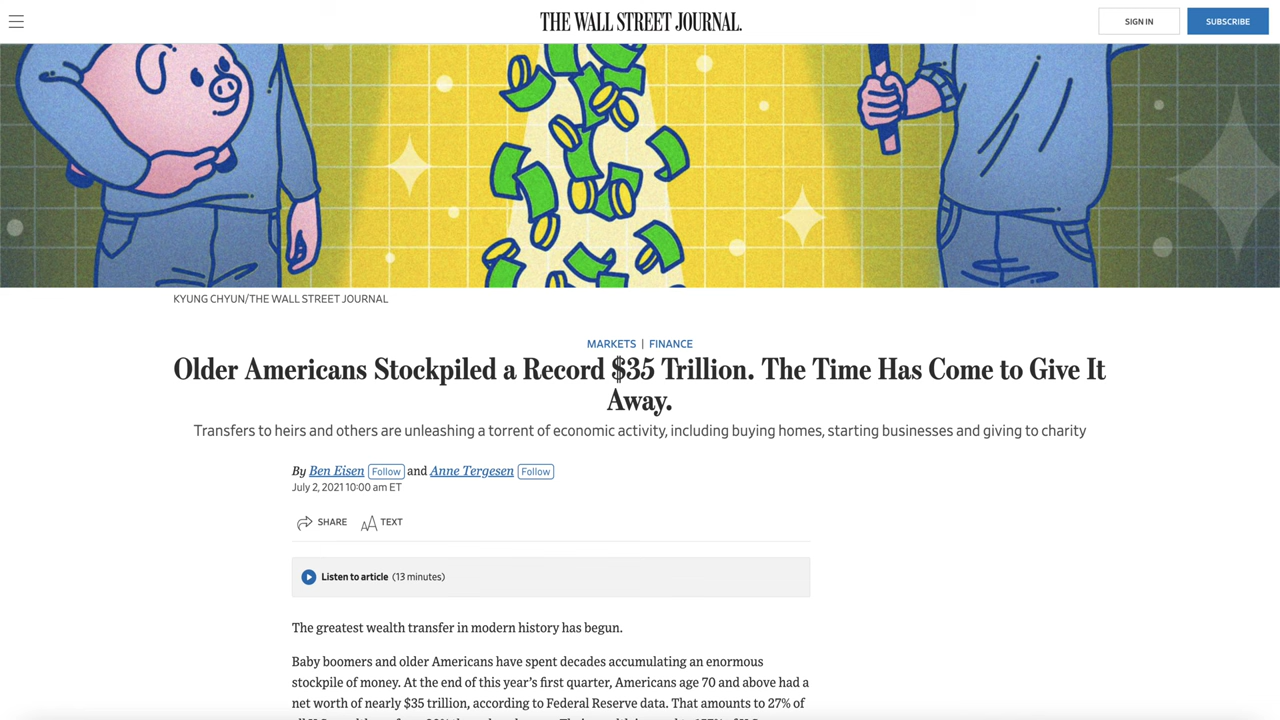 THE WALL STREET JOURNAL.
SIGN IN
SUBSCRIBE
KYUNG CHYUN/THE WALL STREET JOURNAL
MARKETS | FINANCE
Older Americans Stockpiled a Record $35 Trillion. The Time Has Come to Give It
Away.
Transfers to heirs and others are unleashing a torrent of economic activity, including buying homes, starting businesses and giving to charity
By Ben Eisen Follow and Anne Tergesen Follow
July 2, 2021 10:00 am ET
SHARE AA TEXT
Listen to article (13 minutes)
The greatest wealth transfer in modern history has begun.
Baby boomers and older Americans have spent decades accumulating an enormous
stockpile of money. At the end of this year's first quarter, Americans age 70 and above had a
net worth of nearly $35 trillion, according to Federal Reserve data. That amounts to 27% of